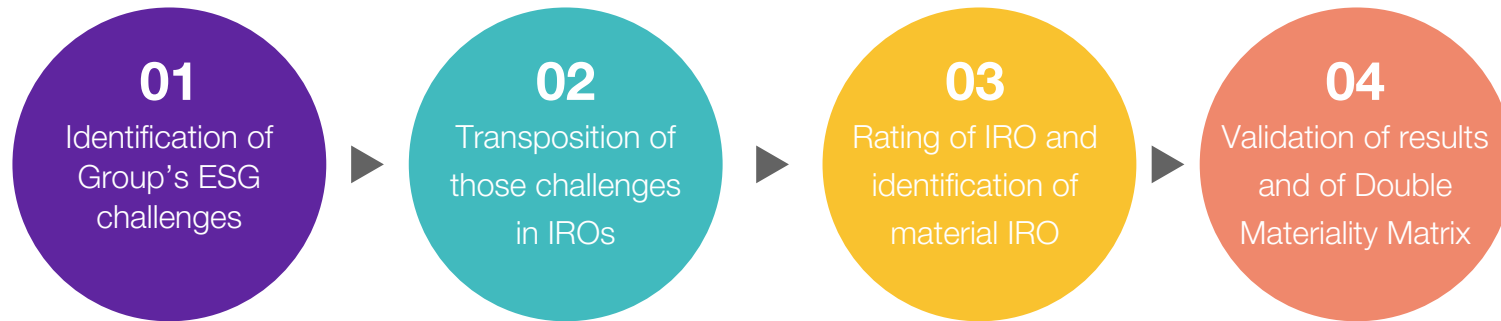 01
Identification of
Group's ESG
challenges
02
Transposition of
those challenges
in IROs
03
Rating of IRO and
identification of
material IRO
04
Validation of results
and of Double
Materiality Matrix